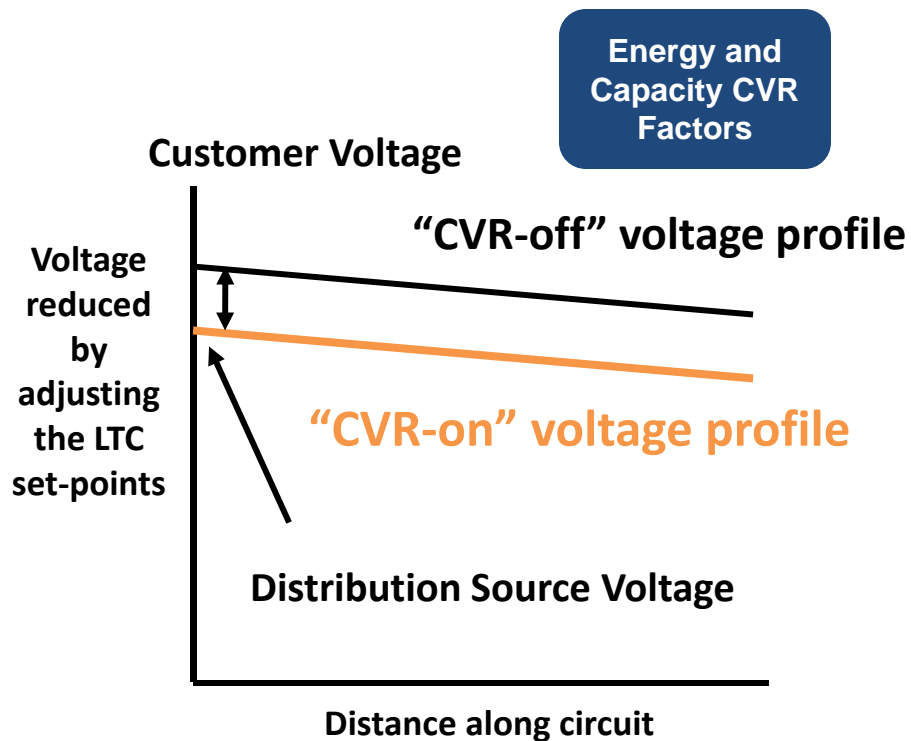 Energy and
Capacity CVR
Factors
Customer Voltage
“CVR-off” voltage profile
Voltage
reduced
by
adjusting
the LTC
set-points
“CVR-on” voltage profile
Distribution Source Voltage
Distance along circuit